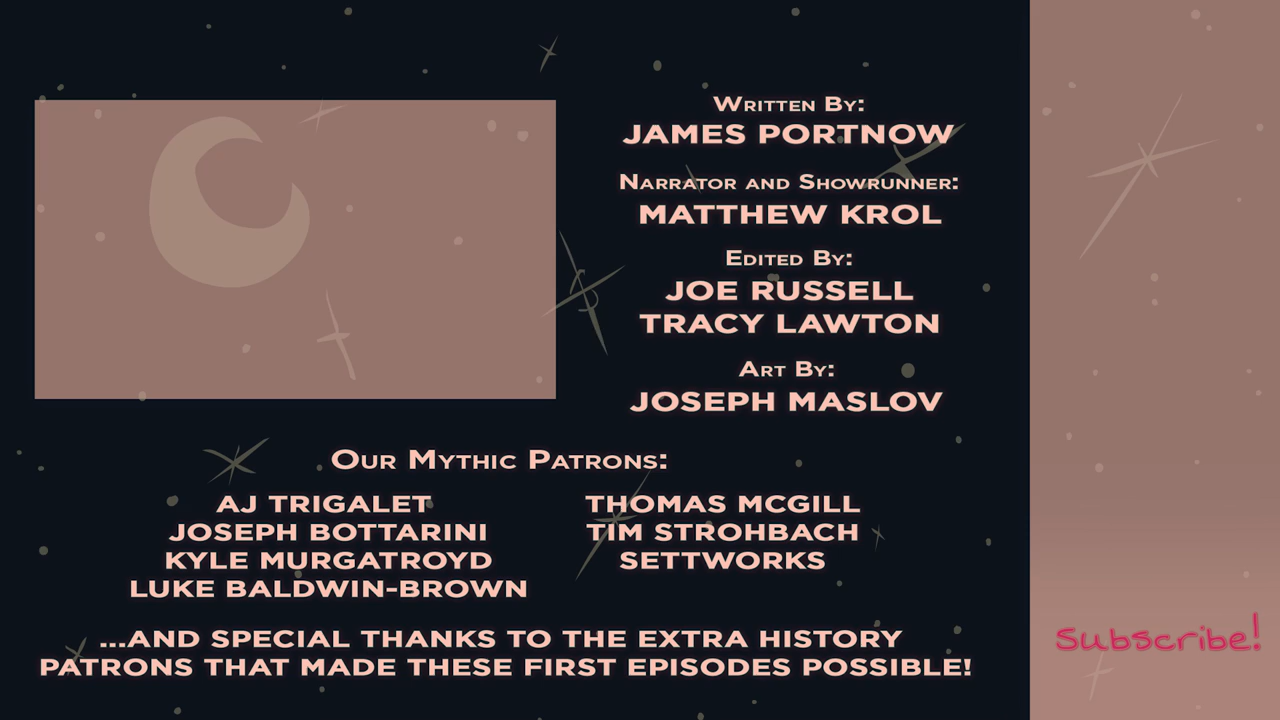 Written By:
JAMES PORTNOW
Narrator and Showrunner:
MATTHEW KROL
Edited By:
JOE RUSSELL
TRACY LAWTON
Art By:
JOSEPH MASLOV
Our Mythic Patrons:
AJ TRIGALET
JOSEPH BOTTARINI
KYLE MURGATROYD
LUKE BALDWIN-BROWN
THOMAS MCGILL
TIM STROHBACH
SETTWORKS
...AND SPECIAL THANKS TO THE EXTRA HISTORY
PATRONS THAT MADE THESE FIRST EPISODES POSSIBLE!
Subscribe!